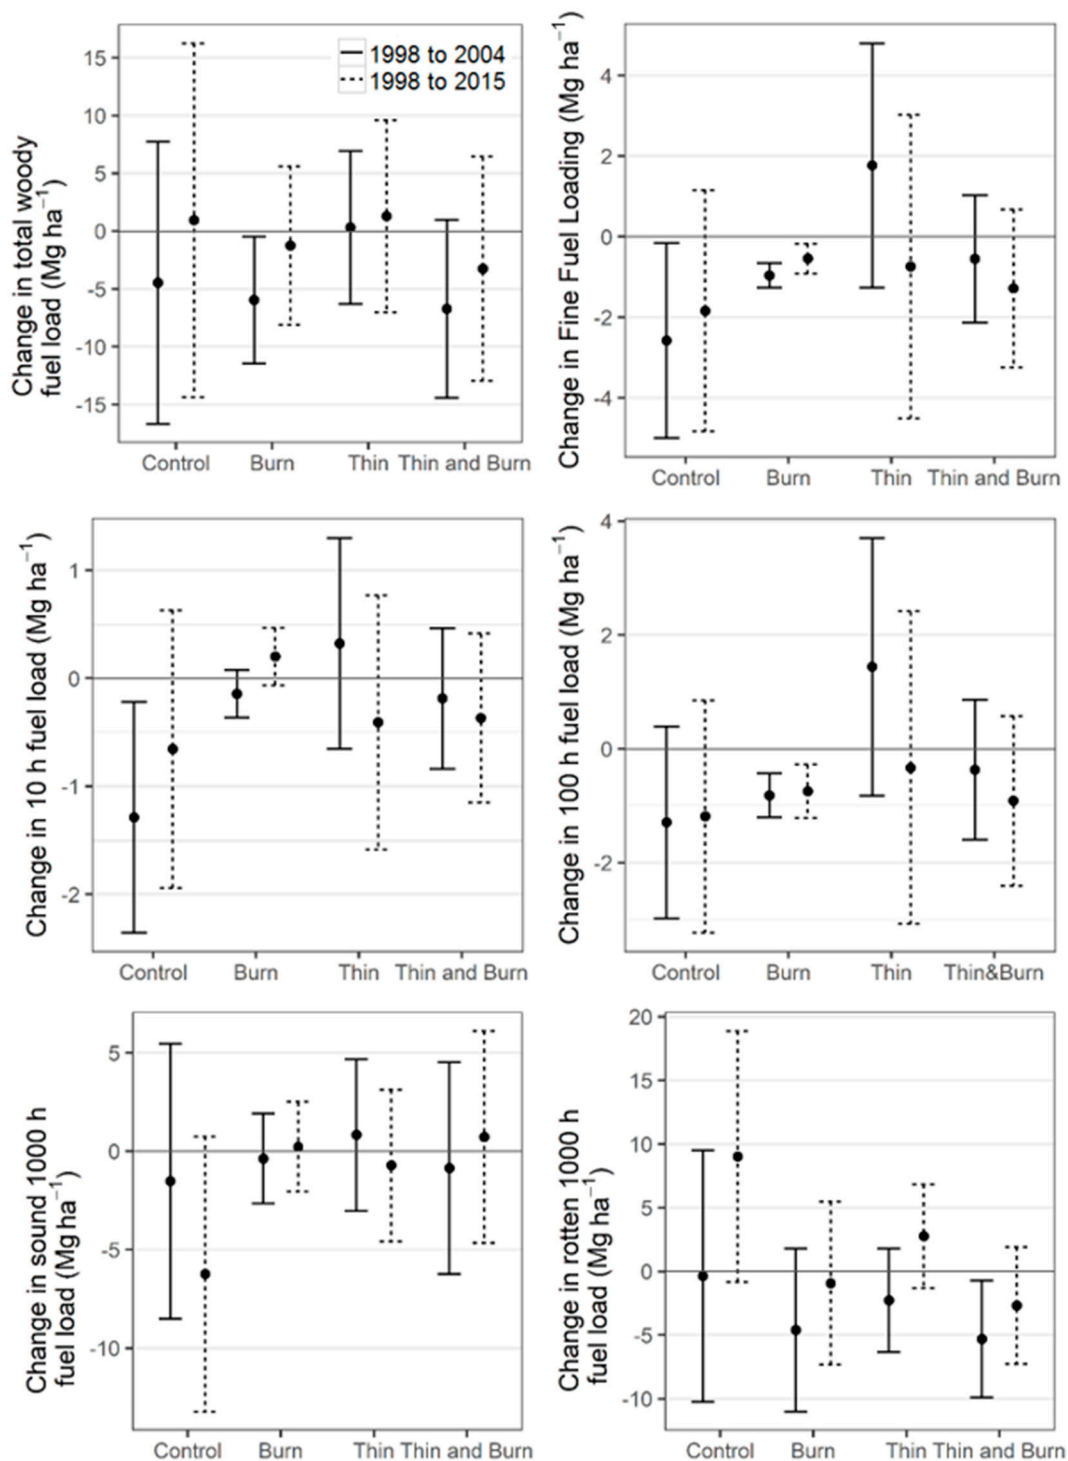 Change in total woody
fuel load (Mg ha⁻¹)
15
10
5
0
-5
-10
-15
1998 to 2004
1998 to 2015
Control Burn Thin Thin and Burn
Change in Fine Fuel Loading (Mg ha⁻¹)
4
2
0
-2
-4
Control Burn Thin Thin and Burn
Change in 10 h fuel load (Mg ha⁻¹)
1
0
-1
-2
Control Burn Thin Thin and Burn
Change in 100 h fuel load (Mg ha⁻¹)
4
2
0
-2
Control Burn Thin Thin&Burn
Change in sound 1000 h
fuel load (Mg ha⁻¹)
5
0
-5
-10
Control Burn Thin Thin and Burn
Change in rotten 1000 h
fuel load (Mg ha⁻¹)
20
15
10
5
0
-5
-10
Control Burn Thin Thin and Burn